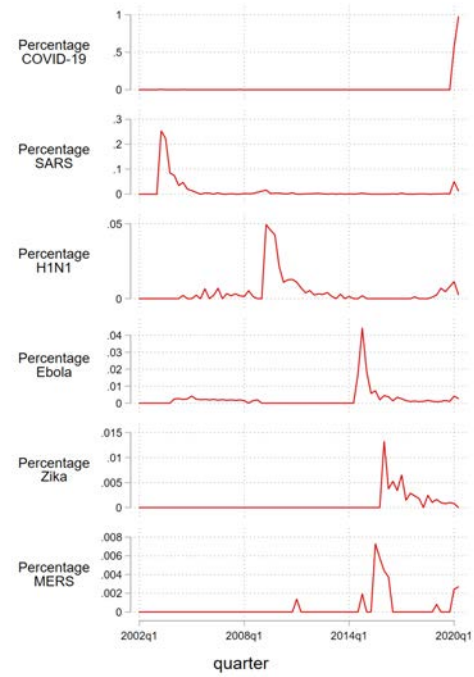 1
Percentage
COVID-19
.5
0
.3
Percentage
SARS
.2
.1
0
.05
Percentage
H1N1
0
.04
Percentage
Ebola
.03
.02
.01
0
.015
Percentage
Zika
.01
.005
0
.008
Percentage
MERS
.006
.004
.002
0
2002q1 2008q1 2014q1 2020q1
quarter